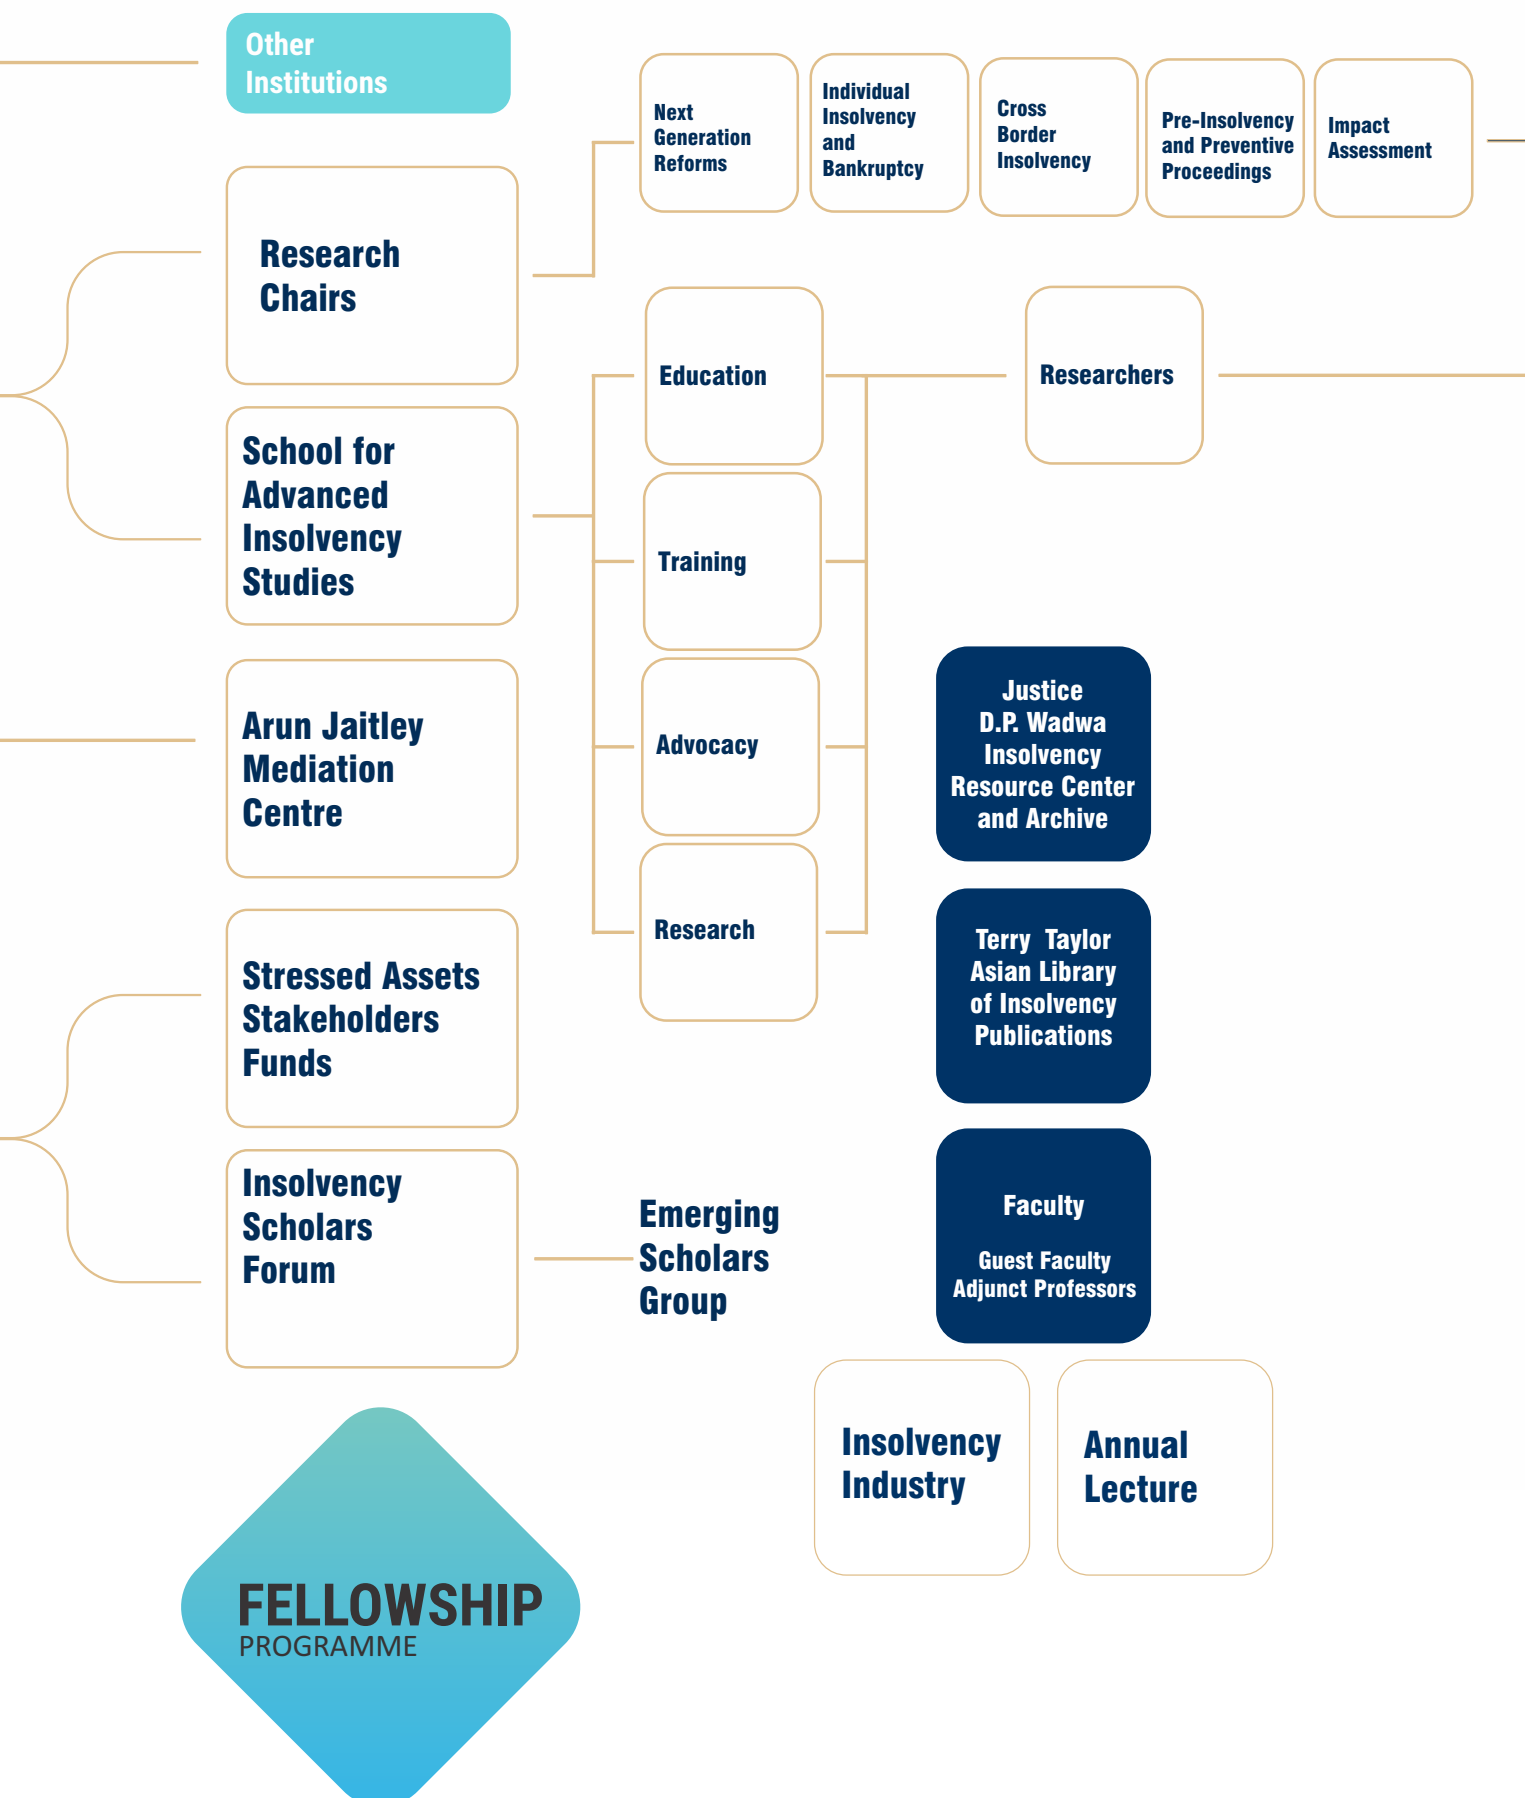 Other
Institutions
Next
Generation
Reforms
Individual
Insolvency
and
Bankruptcy
Cross
Border
Insolvency
Pre-Insolvency
and Preventive
Proceedings
Impact
Assessment
Research
Chairs
School for
Advanced
Insolvency
Studies
Education
Researchers
Training
Advocacy
Research
Arun Jaitley
Mediation
Centre
Justice
D.P. Wadwa
Insolvency
Resource Center
and Archive
Terry Taylor
Asian Library
of Insolvency
Publications
Stressed Assets
Stakeholders
Funds
Insolvency
Scholars
Forum
Emerging
Scholars
Group
Faculty
Guest Faculty
Adjunct Professors
Insolvency
Industry
Annual
Lecture
FELLOWSHIP
PROGRAMME